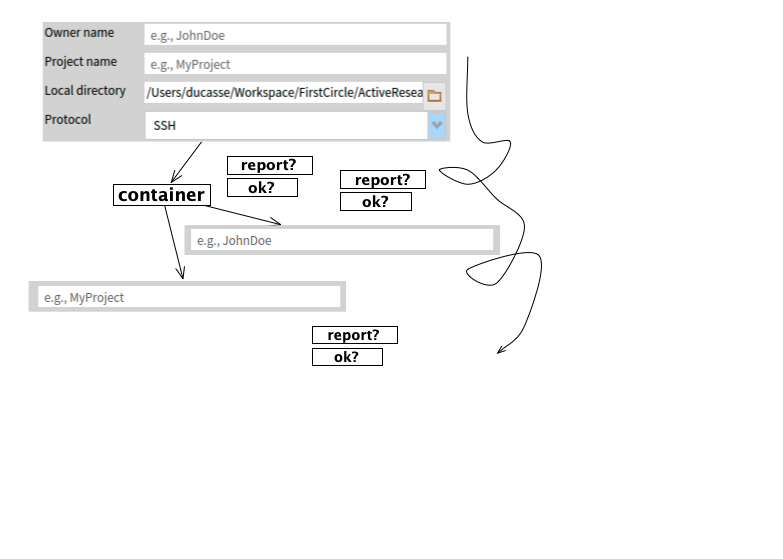 Owner name e.g., JohnDoe
Project name e.g., MyProject
Local directory /Users/ducasse/Workspace/FirstCircle/ActiveResea
Protocol SSH
report?
ok?
report?
ok?
container
e.g., JohnDoe
e.g., MyProject
report?
ok?